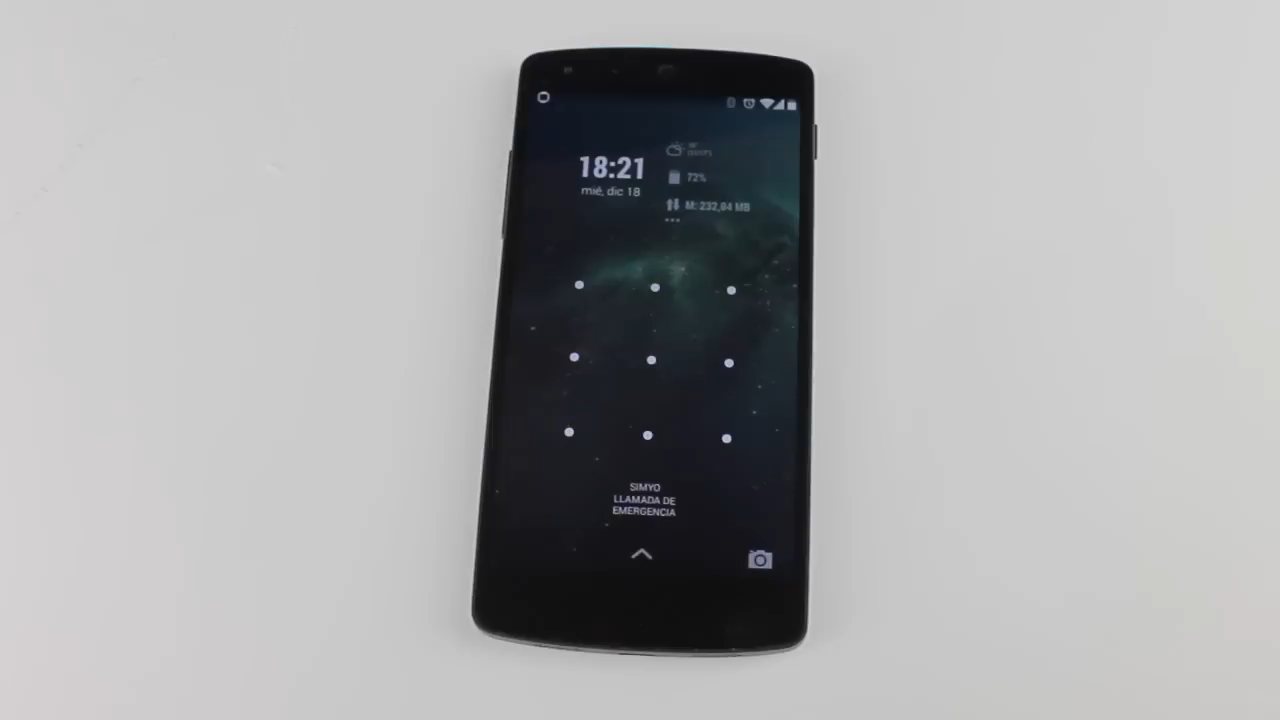 18:21
mié, dic 18
72%
M: 232,84 MB
SIMYO
LLAMADA DE
EMERGENCIA